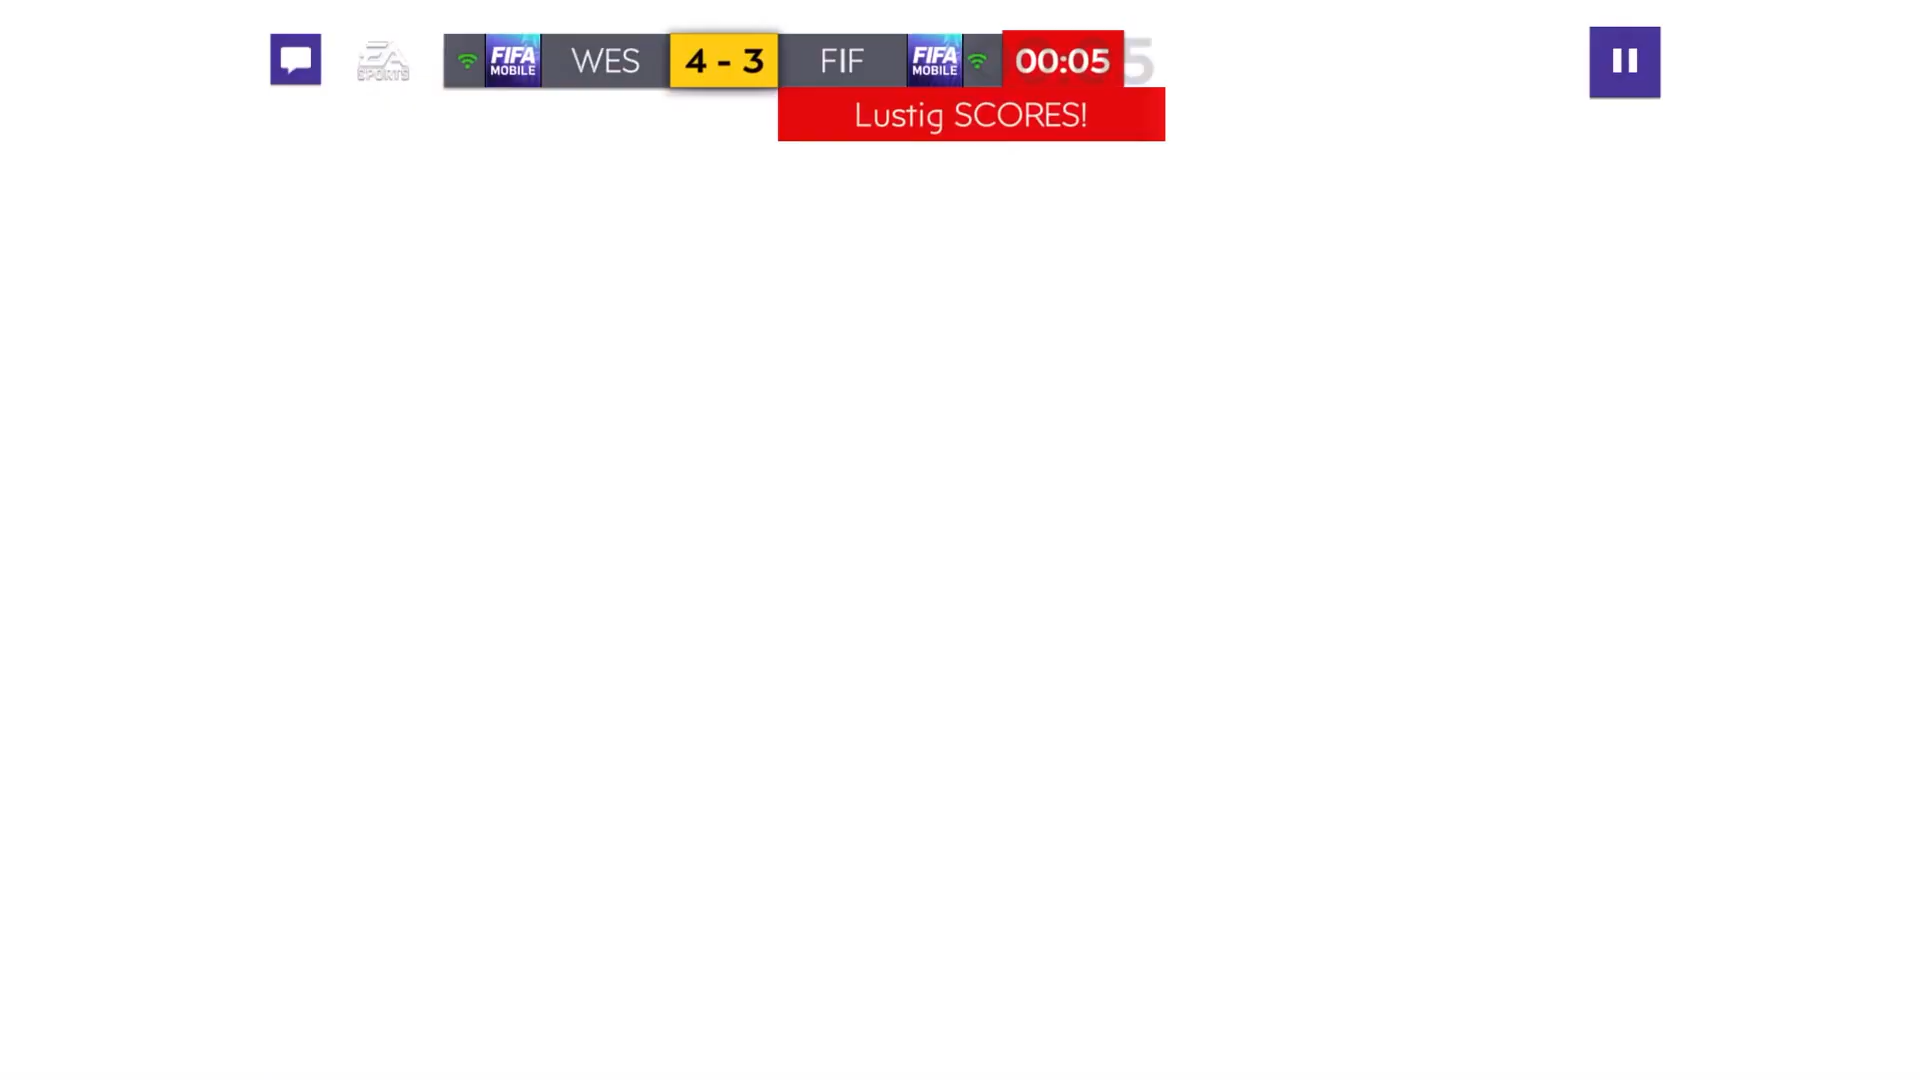 EA SPORTS
FIFA MOBILE WES 4 - 3 FIF FIFA MOBILE 00:05
Lustig SCORES!